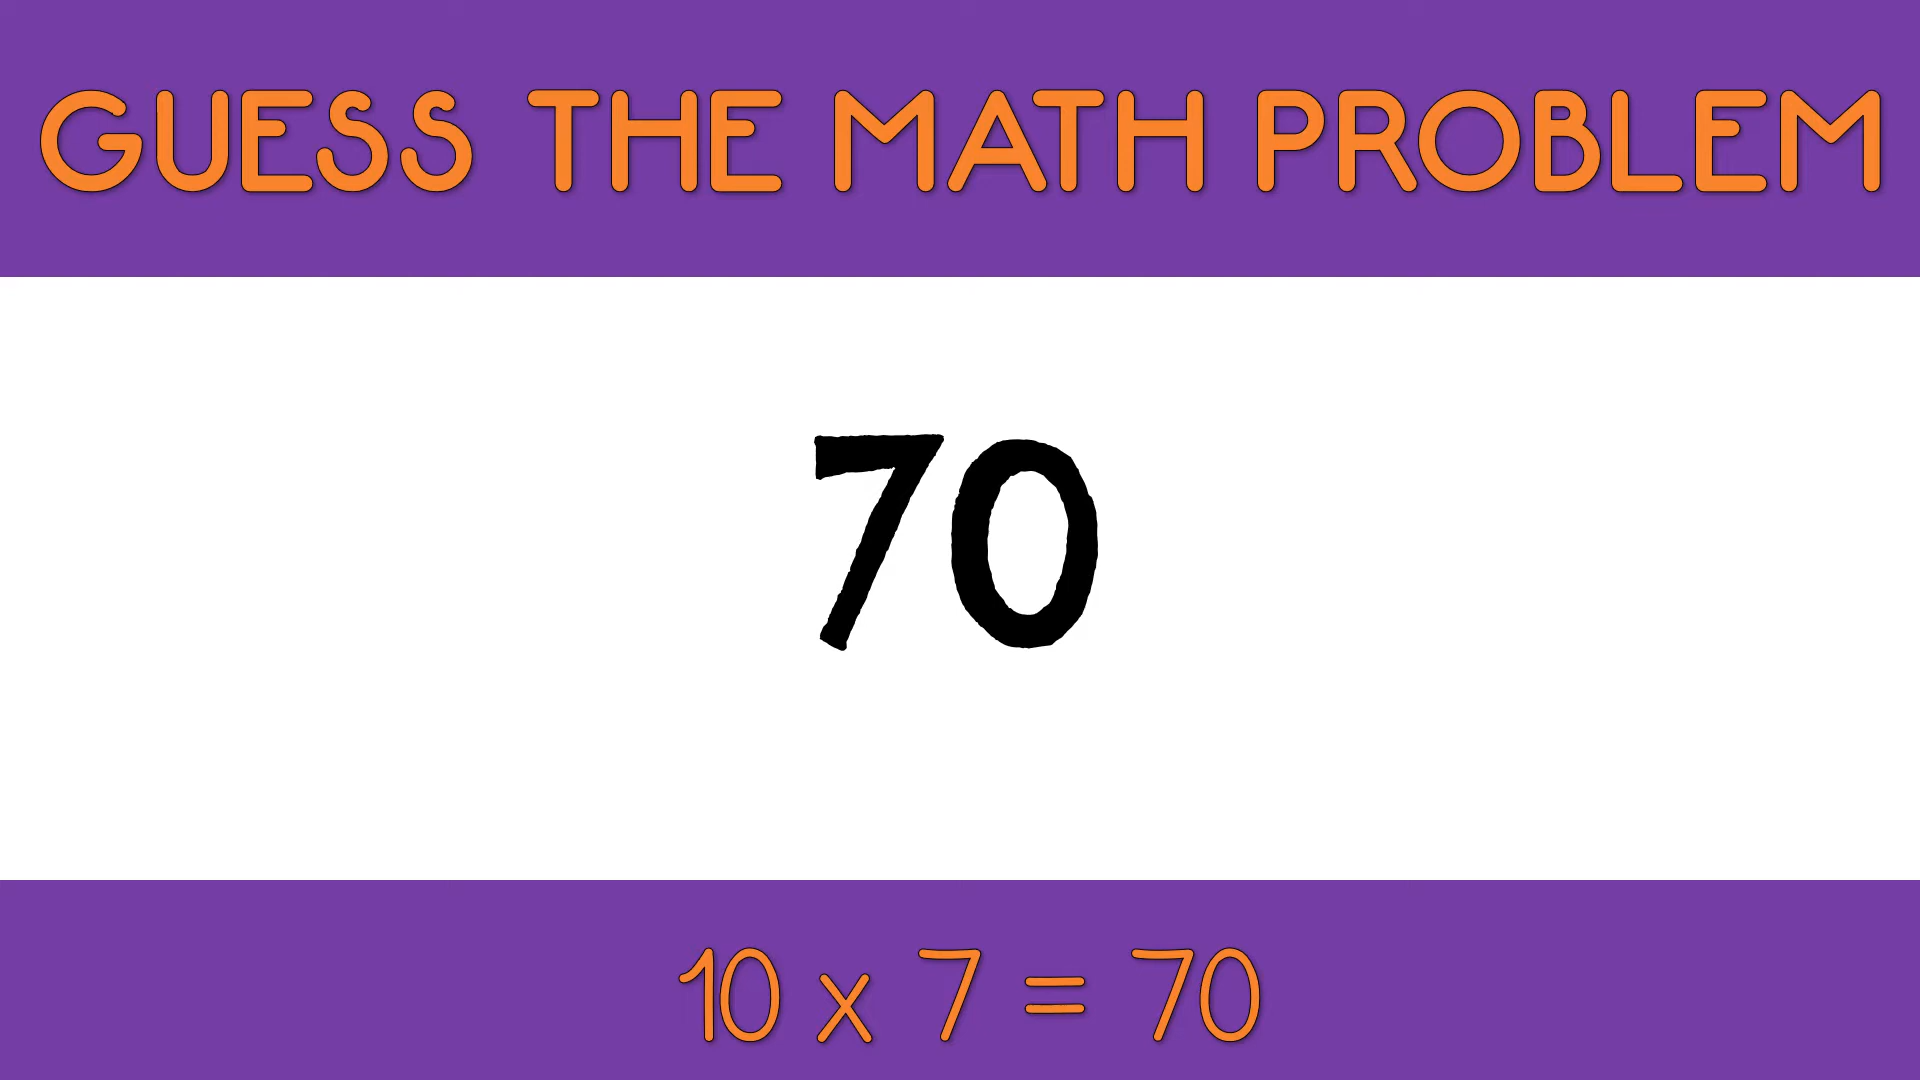 GUESS THE MATH PROBLEM
70
10 x 7 = 70